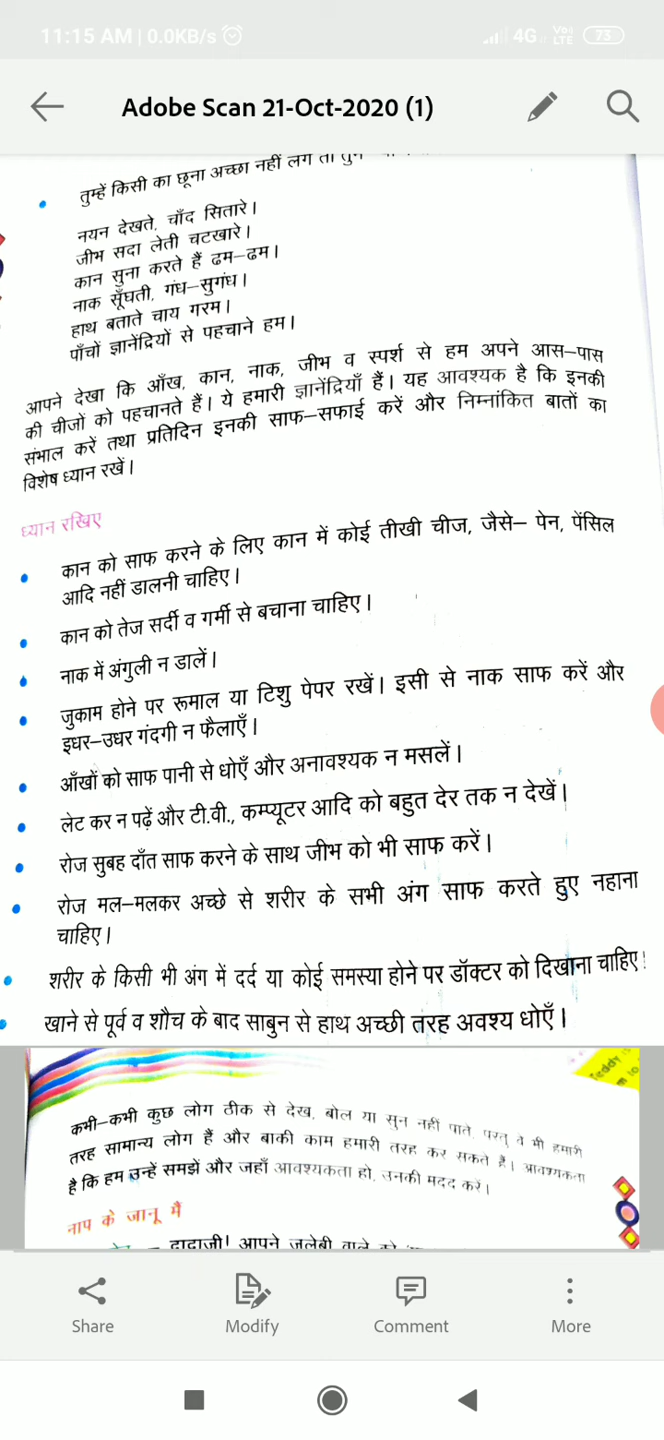 11:15 AM | 0.0KB/s
4G
Vo))
LTE
73
Adobe Scan 21-Oct-2020 (1)
तुम्हें किसी का छूना अच्छा नहीं लगे तो तुम
नयन देखते, चाँद सितारे।
जीभ सदा लेती चटखारे।
कान सुना करते हैं ढम–ढम।
नाक सूँघती, गंध–सुगंध।
हाथ बताते चाय गरम।
पाँचों ज्ञानेंद्रियों से पहचाने हम।
आपने देखा कि आँख, कान, नाक, जीभ व स्पर्श से हम अपने आस–पास
की चीजों को पहचानते हैं। ये हमारी ज्ञानेंद्रियाँ हैं। यह आवश्यक है कि इनकी
संभाल करें तथा प्रतिदिन इनकी साफ–सफाई करें और निम्नांकित बातों का
विशेष ध्यान रखें।
ध्यान रखिए
कान को साफ करने के लिए कान में कोई तीखी चीज, जैसे– पेन, पेंसिल
आदि नहीं डालनी चाहिए।
कान को तेज सर्दी व गर्मी से बचाना चाहिए।
नाक में अंगुली न डालें।
जुकाम होने पर रूमाल या टिशु पेपर रखें। इसी से नाक साफ करें और
इधर–उधर गंदगी न फैलाएँ।
आँखों को साफ पानी से धोएँ और अनावश्यक न मसलें।
लेट कर न पढ़ें और टी.वी., कम्प्यूटर आदि को बहुत देर तक न देखें।
रोज सुबह दाँत साफ करने के साथ जीभ को भी साफ करें।
रोज मल–मलकर अच्छे से शरीर के सभी अंग साफ करते हुए नहाना
चाहिए।
शरीर के किसी भी अंग में दर्द या कोई समस्या होने पर डॉक्टर को दिखाना चाहिए।
खाने से पूर्व व शौच के बाद साबुन से हाथ अच्छी तरह अवश्य धोएँ।
Teddy
कभी–कभी कुछ लोग ठीक से देख, बोल या सुन नहीं पाते, परतु वे भी हमारी
तरह सामान्य लोग हैं और बाकी काम हमारी तरह कर सकते हैं। आवश्यकता
है कि हम उन्हें समझें और जहाँ आवश्यकता हो, उनकी मदद करें।
नाप के जानू मैं
– दादाजी! आपने जलेबी वाले को
Share
Modify
Comment
More